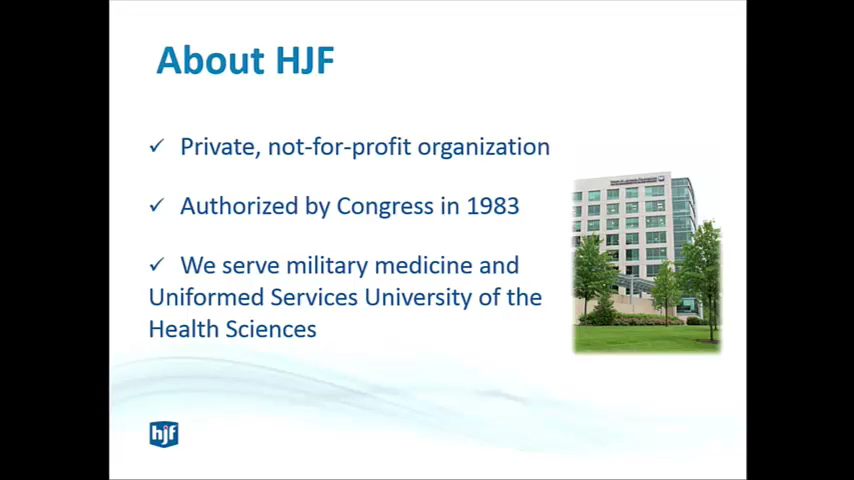 About HJF
✓ Private, not-for-profit organization
✓ Authorized by Congress in 1983
✓ We serve military medicine and
Uniformed Services University of the
Health Sciences
hjf